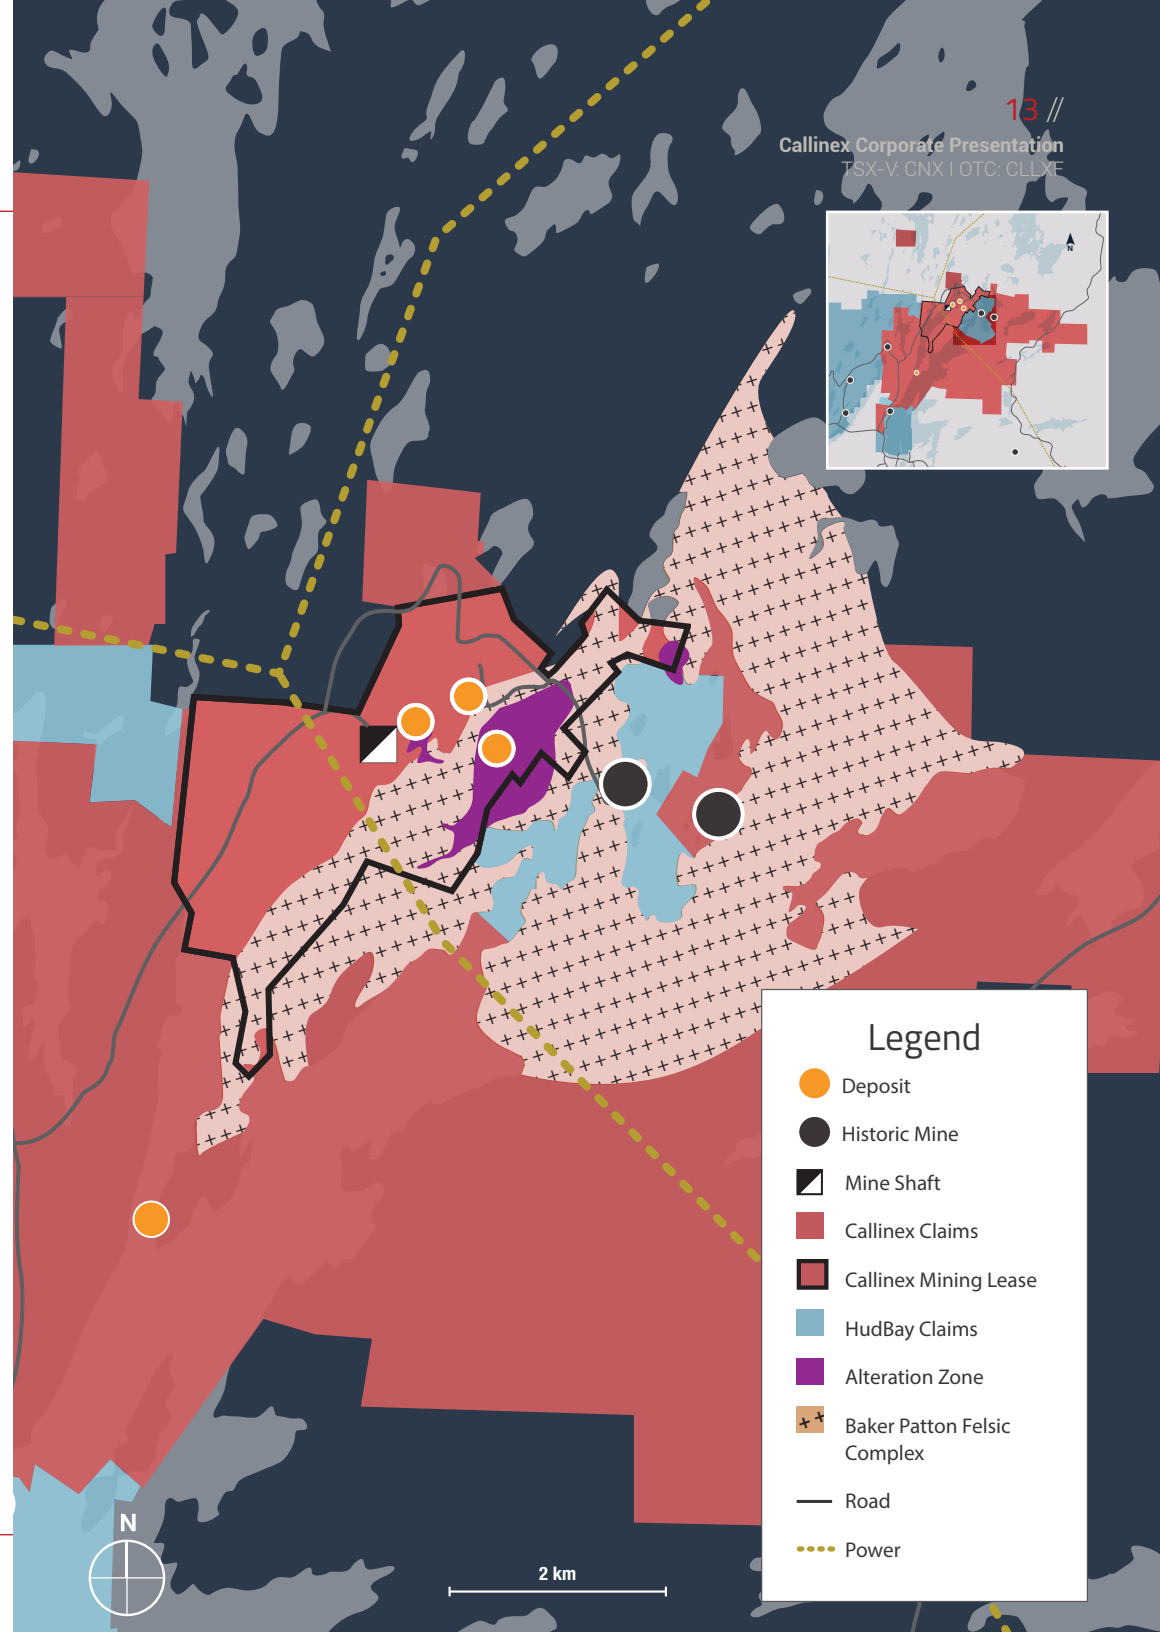 13 //
Callinex Corporate Presentation
TSX-V: CNX I OTC: CLLXF
N
Legend
Deposit
Historic Mine
Mine Shaft
Callinex Claims
Callinex Mining Lease
HudBay Claims
Alteration Zone
Baker Patton Felsic
Complex
Road
Power
N
2 km